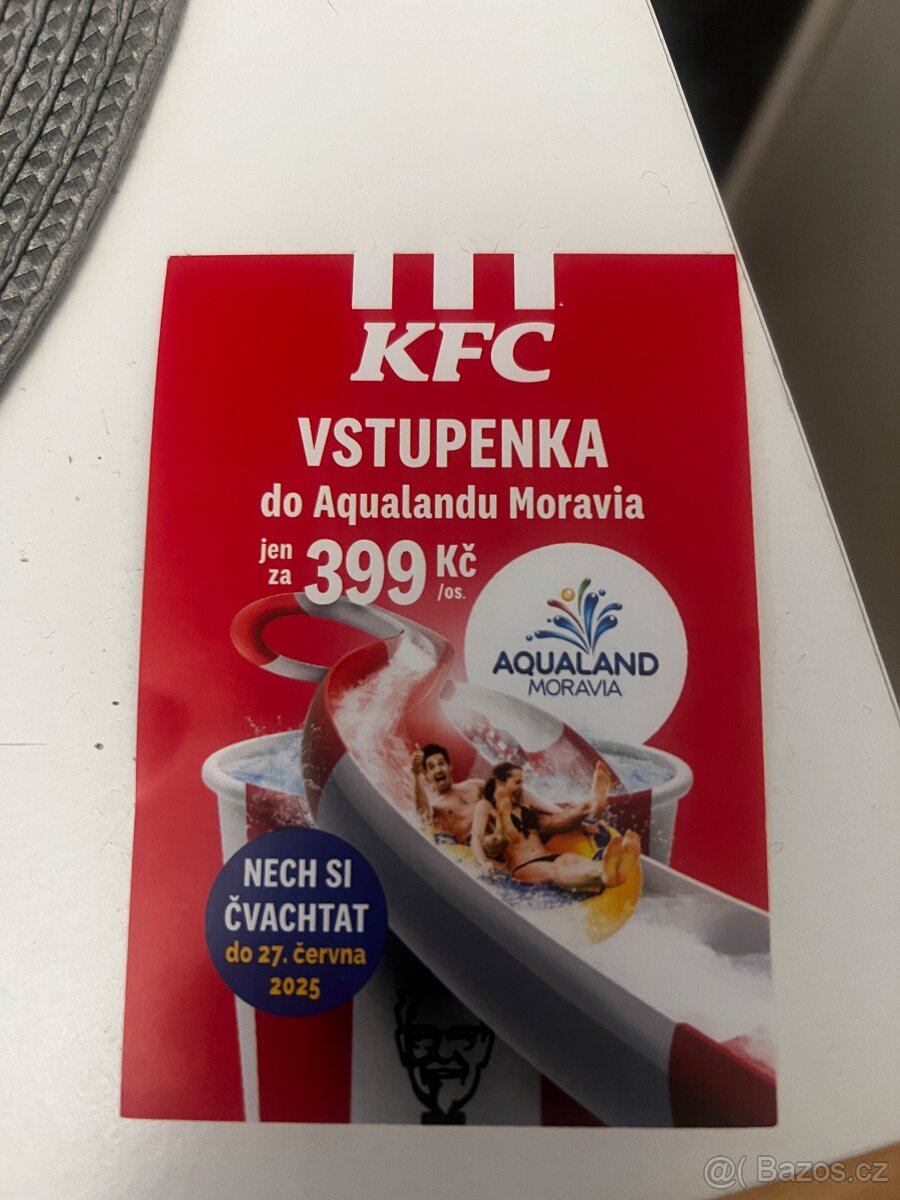 KFC
VSTUPENKA
do Aqualandu Moravia
jen
za
399 Kč
/os.
AQUALAND
MORAVIA
NECH SI
ČVACHTAT
do 27. června
2025
@( Bazos.cz